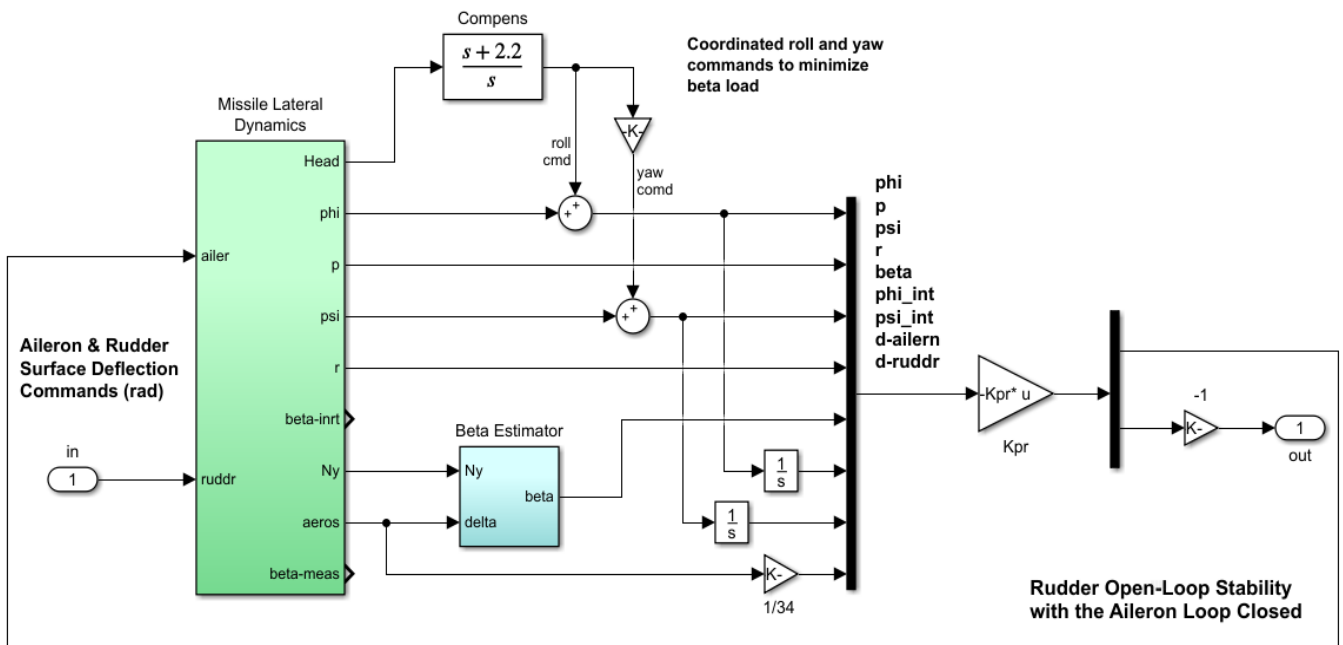 Compens
s + 2.2
s
Coordinated roll and yaw
commands to minimize
beta load
Missile Lateral
Dynamics
Head
phi
p
psi
r
beta-inrt
Ny
aeros
beta-meas
ailer
ruddr
roll
cmd
-K-
yaw
comd
+
+
+
+
phi
p
psi
r
beta
phi_int
psi_int
d-ailern
d-ruddr
Aileron & Rudder
Surface Deflection
Commands (rad)
in
1
Beta Estimator
Ny
delta
beta
1
s
1
s
K-
1/34
-Kpr* u
Kpr
-1
K-
1
out
Rudder Open-Loop Stability
with the Aileron Loop Closed